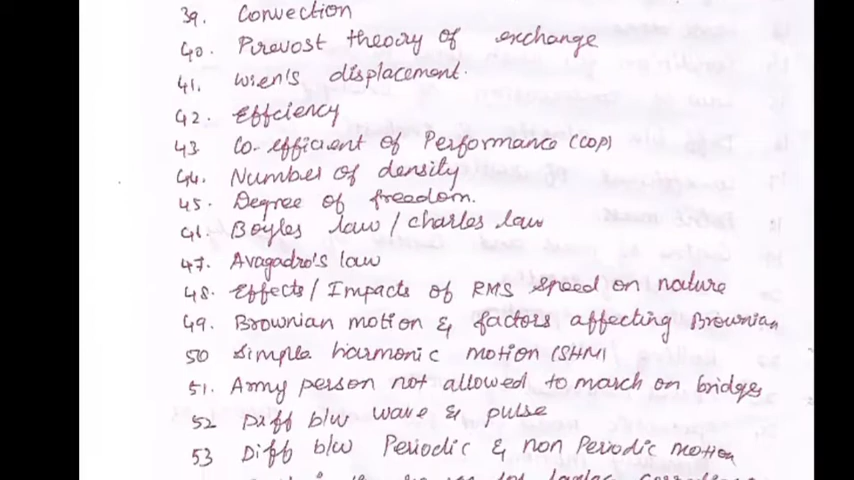 39. Convection
40. Prevost theory of exchange
41. Wien's displacement.
42. Effciency
43 Co-efficient of Performance (COP)
44. Number of density
45. Degree of freedom.
46. Boyles law / Charles law
47. Avagadro's law
48. Effects / Impacts of RMS speed on nature
49. Brownian motion & factors affecting Brownian
50 Simple harmonic motion (SHM)
51. Army person not allowed to march on bridges
52 Diff b/w wave & pulse
53 Diff b/w Periodic & non Periodic motion